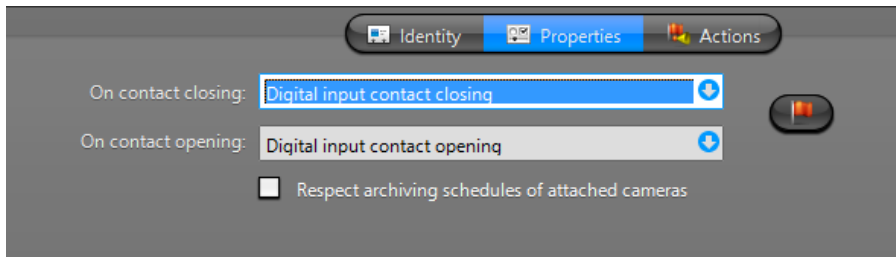 Identity Properties Actions
On contact closing: Digital input contact closing
On contact opening: Digital input contact opening
Respect archiving schedules of attached cameras